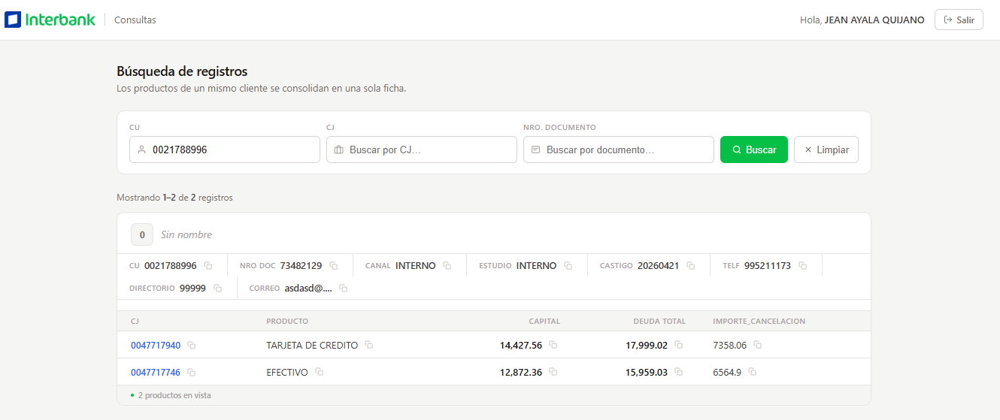 Interbank Consultas Hola, JEAN AYALA QUIJANO Salir
Búsqueda de registros
Los productos de un mismo cliente se consolidan en una sola ficha.
CU CJ NRO. DOCUMENTO
0021788996 Buscar por CJ... Buscar por documento... Buscar Limpiar
Mostrando 1–2 de 2 registros
0 Sin nombre
CU 0021788996 NRO DOC 73482129 CANAL INTERNO ESTUDIO INTERNO CASTIGO 20260421 TELF 995211173
DIRECTORIO 99999 CORREO asdasd@....
CJ PRODUCTO CAPITAL DEUDA TOTAL IMPORTE_CANCELACION
0047717940 TARJETA DE CREDITO 14,427.56 17,999.02 7358.06
0047717746 EFECTIVO 12,872.36 15,959.03 6564.9
2 productos en vista